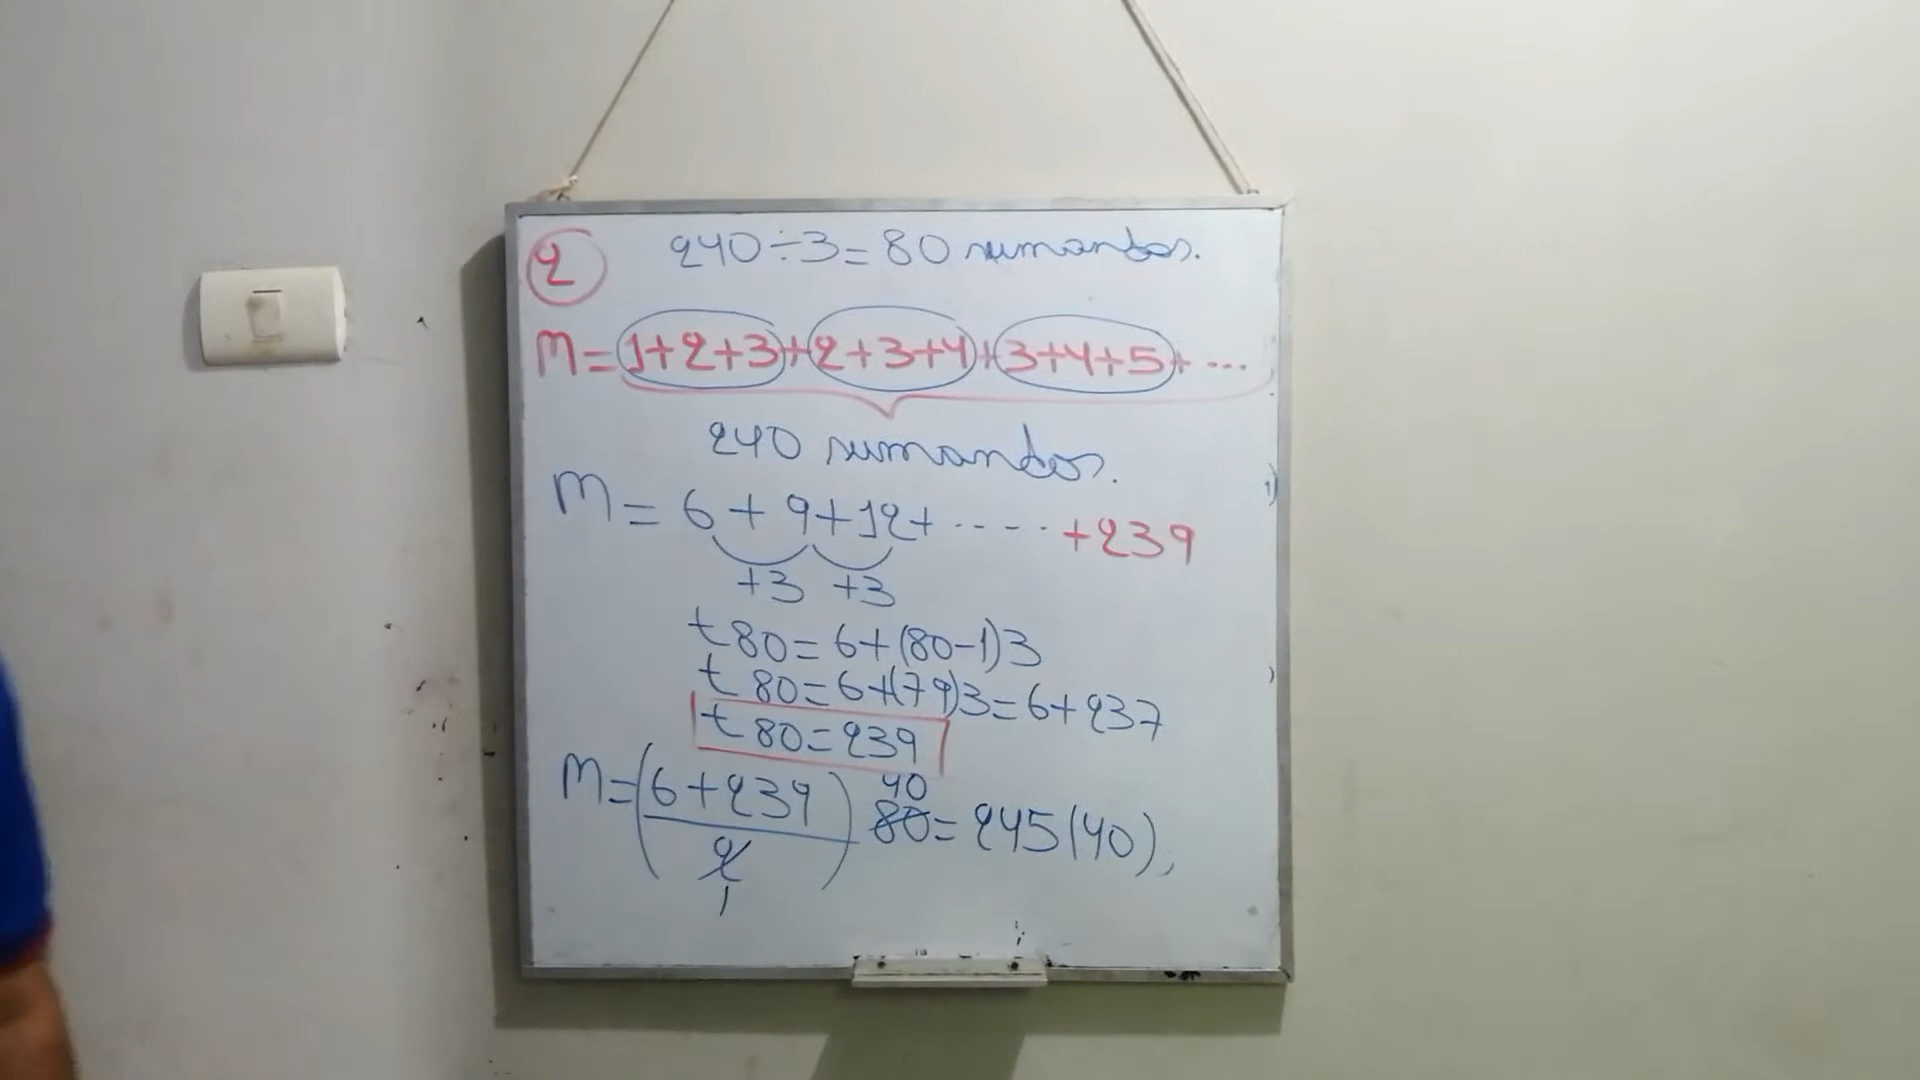 2 240÷3=80 sumandos.
M=1+2+3+2+3+4+3+4+5+...
240 sumandos.
M=6+9+12+.....+239
+3 +3
t80=6+(80-1)3
t80=6+(79)3=6+237
t80=239
M=(6+239/2)80=245(40),
40
1